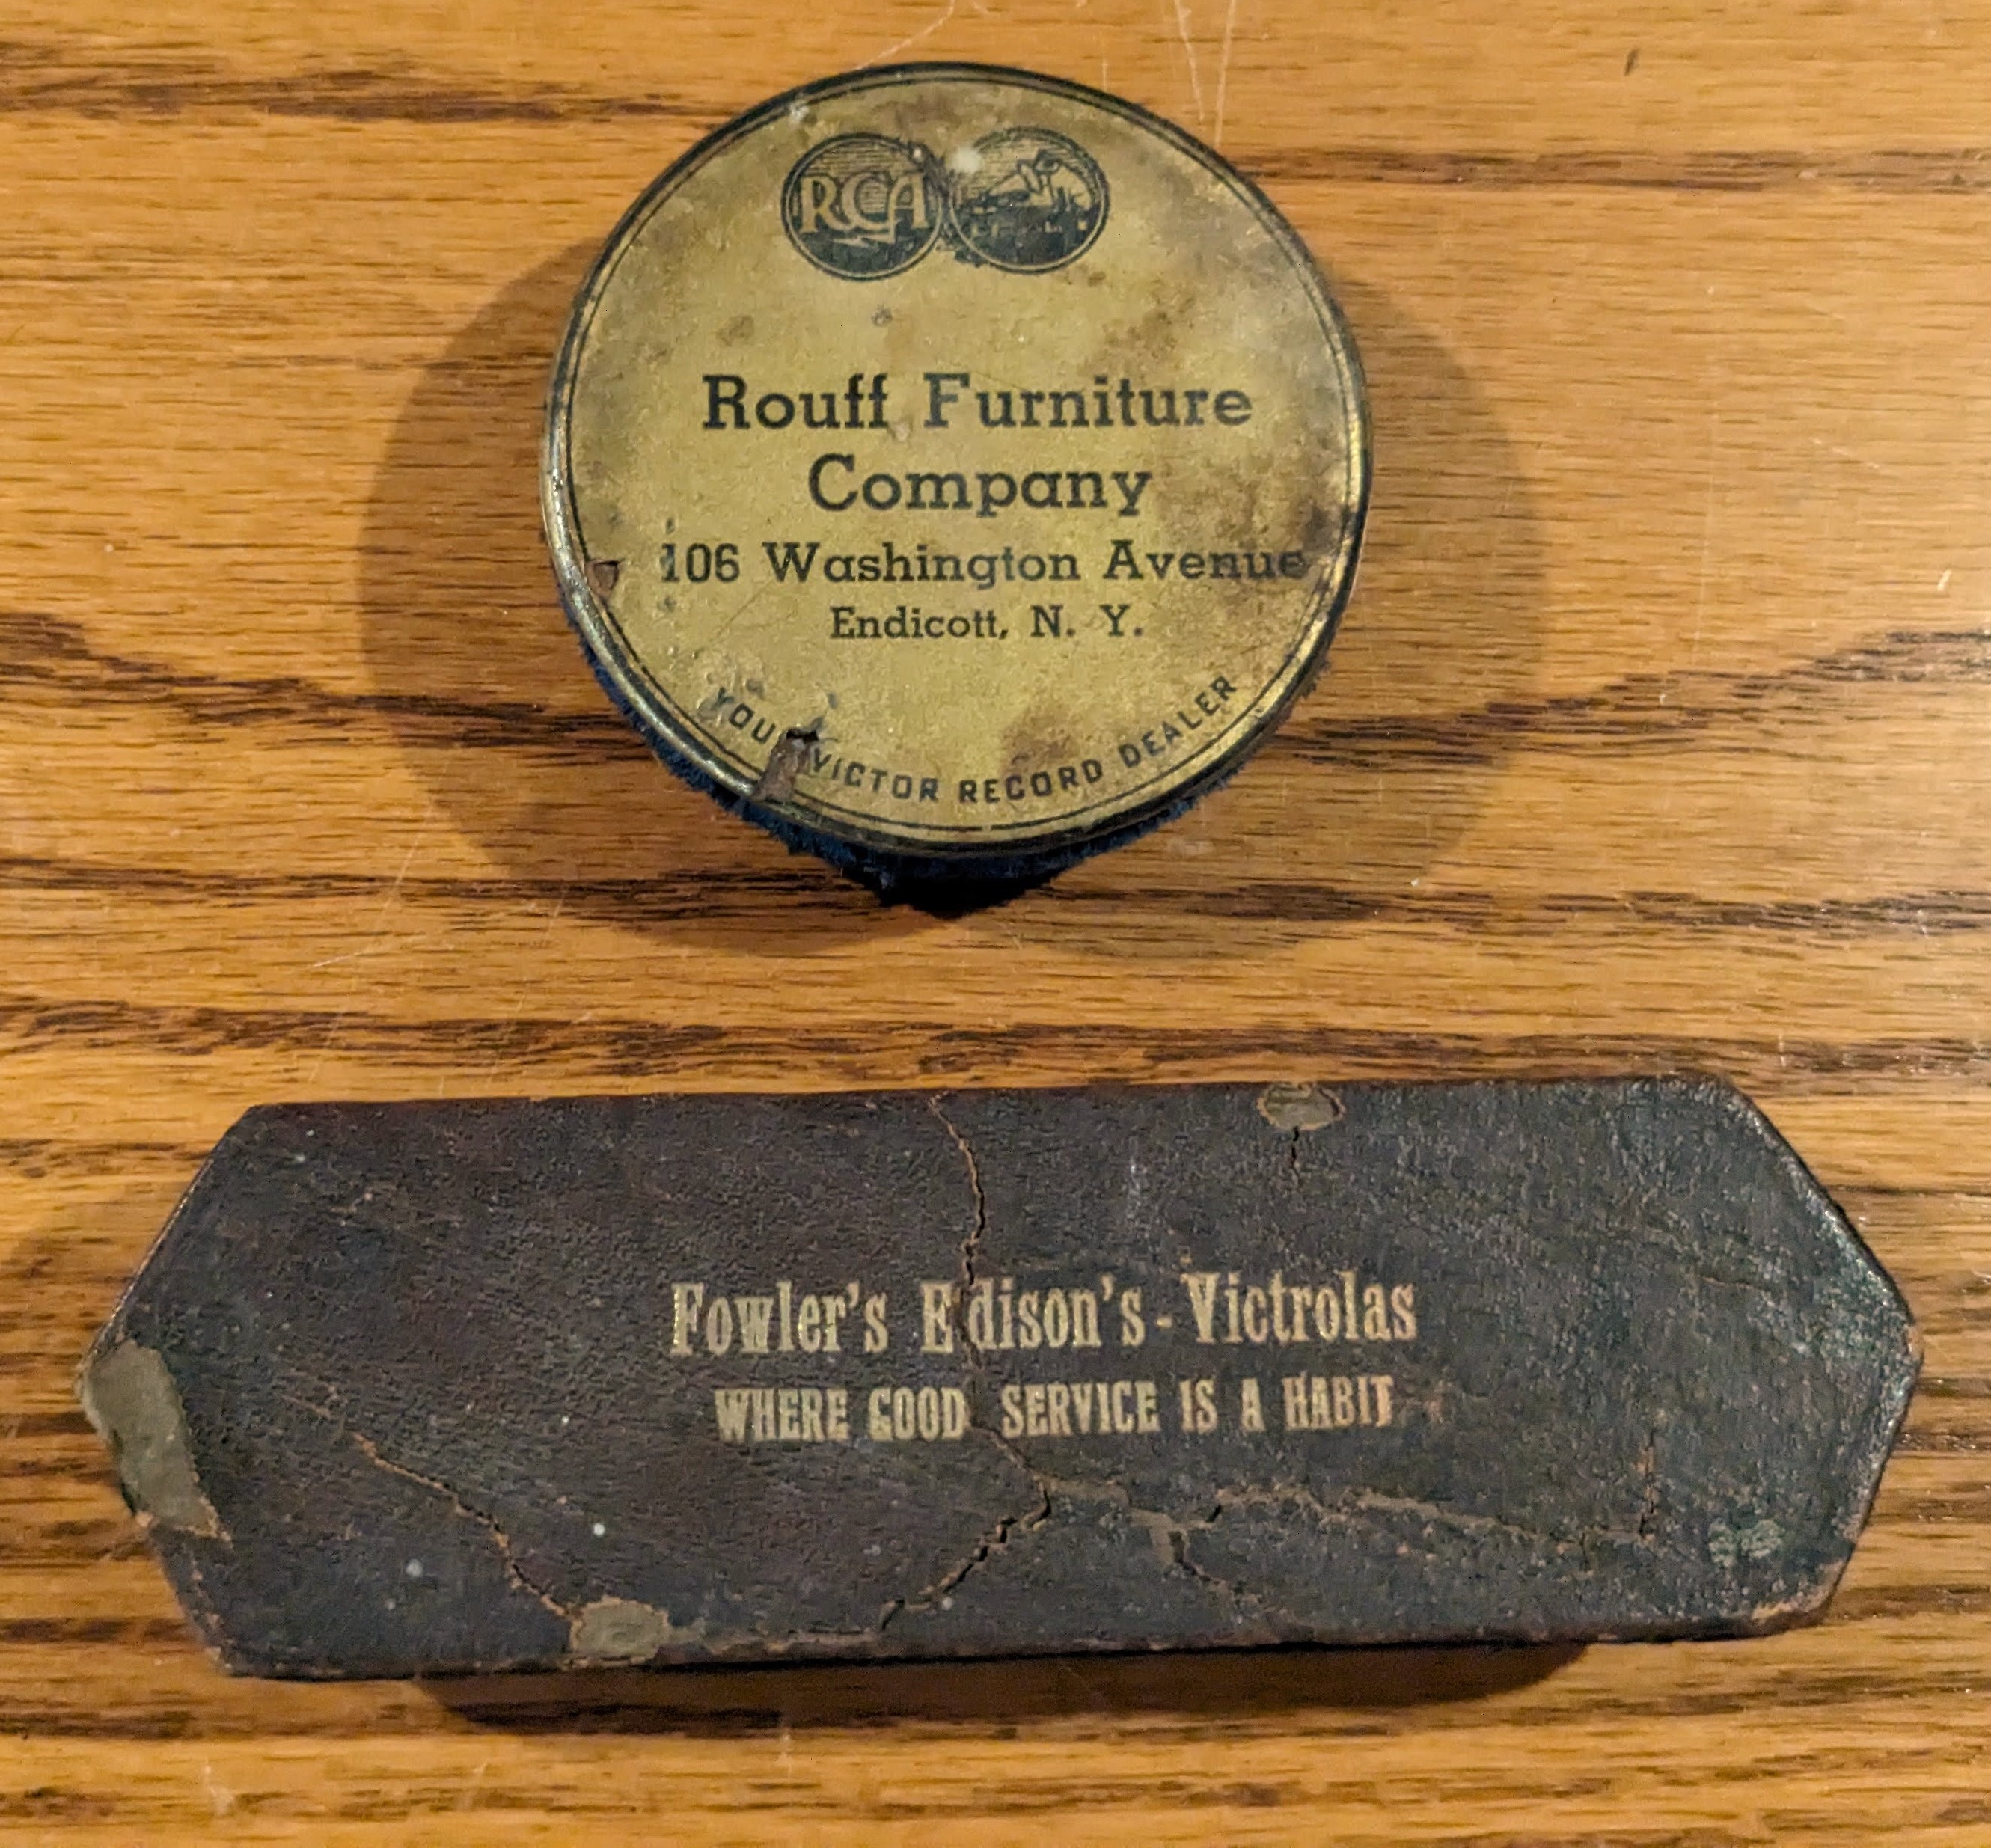 RCA
Rouff Furniture
Company
106 Washington Avenue
Endicott, N. Y.
YOU VICTOR RECORD DEALER
Fowler's Edison's - Victrolas
WHERE GOOD SERVICE IS A HABIT